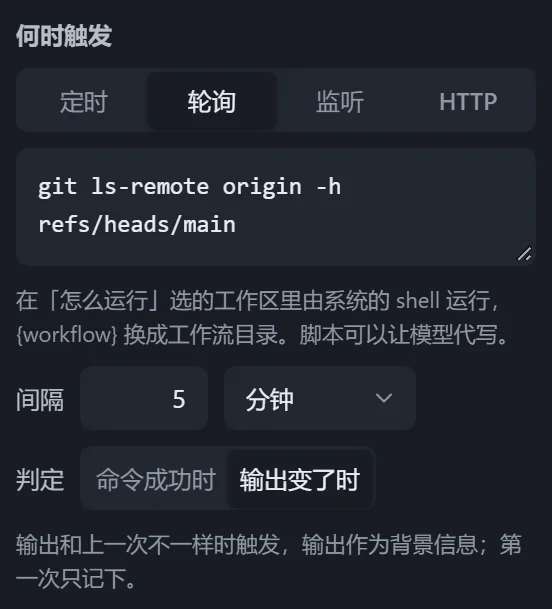 何时触发
定时 轮询 监听 HTTP
git ls-remote origin -h
refs/heads/main
在「怎么运行」选的工作区里由系统的 shell 运行，
{workflow} 换成工作流目录。脚本可以让模型代写。
间隔 5 分钟
判定 命令成功时 输出变了时
输出和上一次不一样时触发，输出作为背景信息；第
一次只记下。